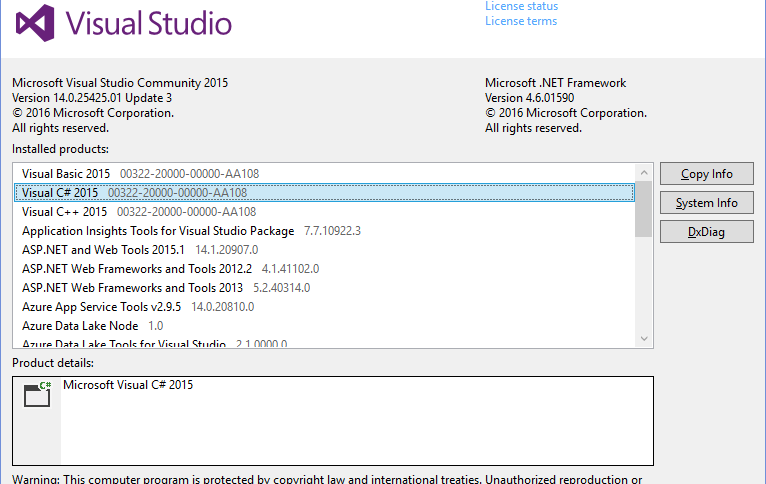 Visual Studio
License status
License terms
Microsoft Visual Studio Community 2015
Version 14.0.25425.01 Update 3
© 2016 Microsoft Corporation.
All rights reserved.
Microsoft .NET Framework
Version 4.6.01590
© 2016 Microsoft Corporation.
All rights reserved.
Installed products:
Visual Basic 2015 00322-20000-00000-AA108
Visual C# 2015 00322-20000-00000-AA108
Visual C++ 2015 00322-20000-00000-AA108
Application Insights Tools for Visual Studio Package 7.7.10922.3
ASP.NET and Web Tools 2015.1 14.1.20907.0
ASP.NET Web Frameworks and Tools 2012.2 4.1.41102.0
ASP.NET Web Frameworks and Tools 2013 5.2.40314.0
Azure App Service Tools v2.9.5 14.0.20810.0
Azure Data Lake Node 1.0
Azure Data Lake Tools for Visual Studio 2.1.0000.0
Copy Info
System Info
DxDiag
Product details:
C#
Microsoft Visual C# 2015
Warning: This computer program is protected by copyright law and international treaties. Unauthorized reproduction or